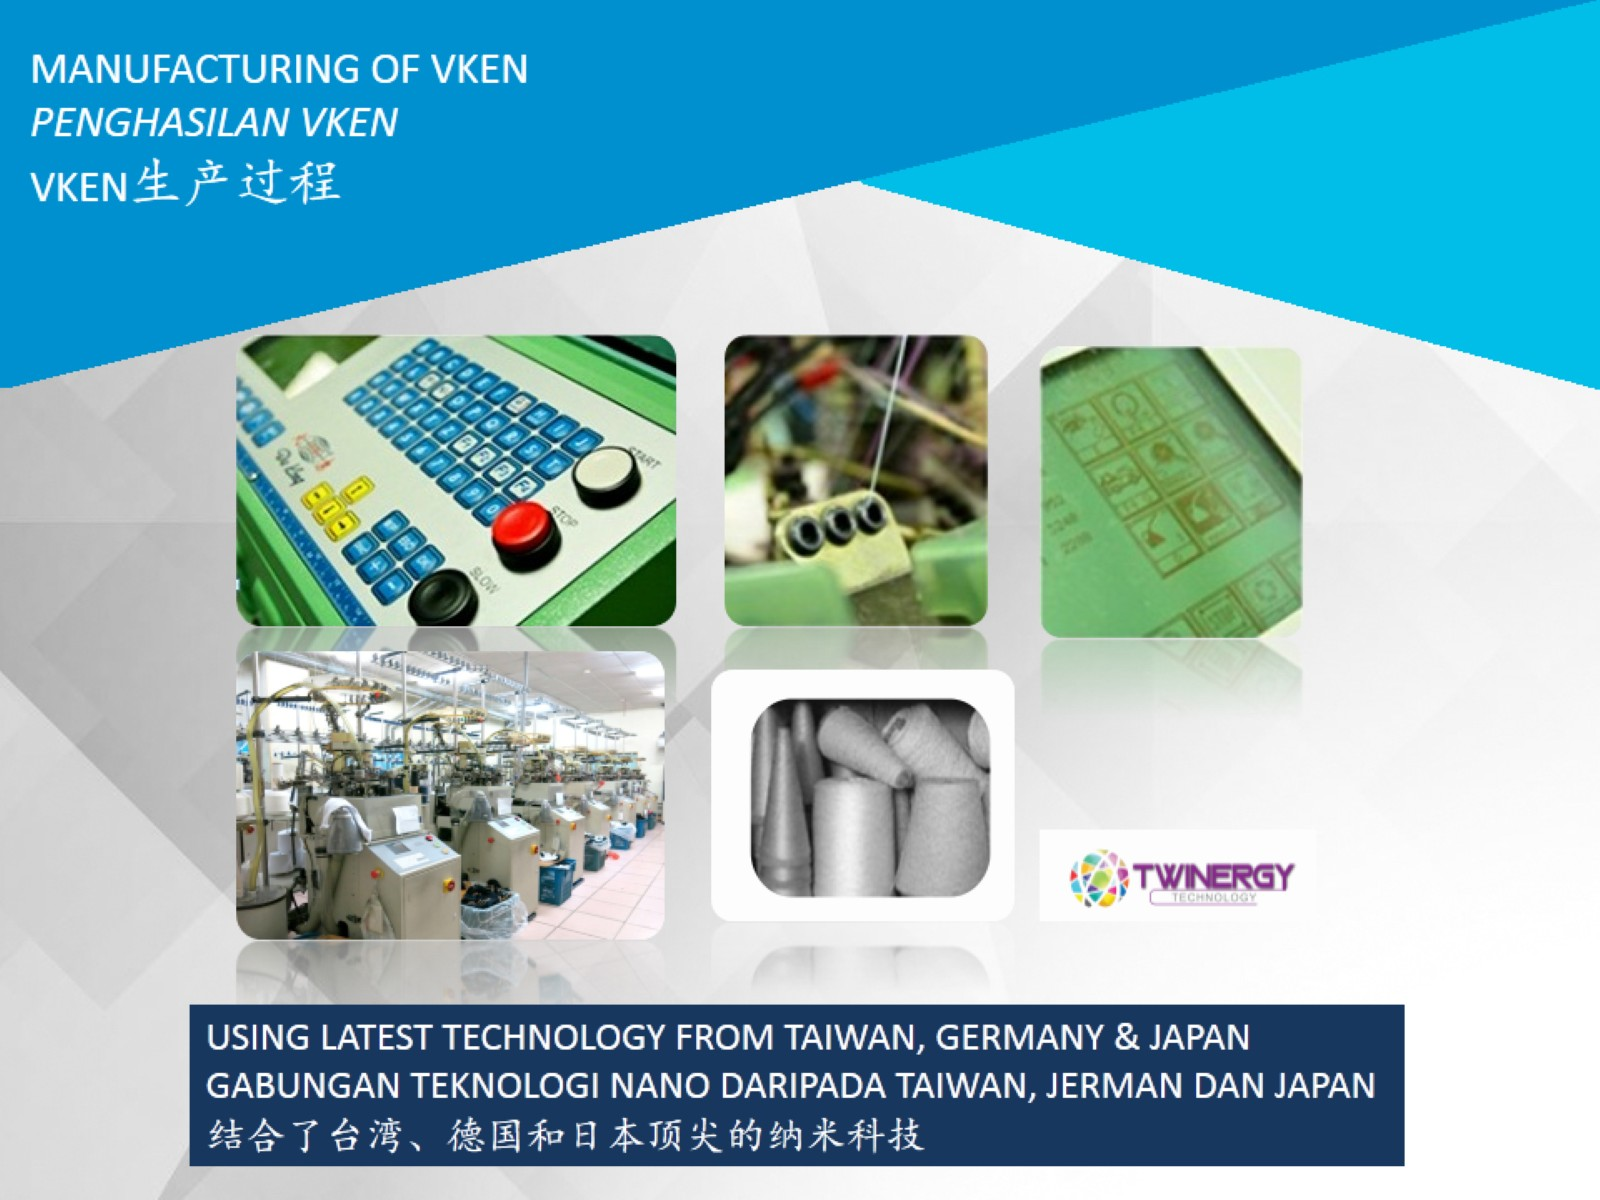 MANUFACTURING OF VKEN
PENGHASILAN VKEN
VKEN生产过程
START
STOP
SLOW
TWINERGY
TECHNOLOGY
USING LATEST TECHNOLOGY FROM TAIWAN, GERMANY & JAPAN
GABUNGAN TEKNOLOGI NANO DARIPADA TAIWAN, JERMAN DAN JAPAN
结合了台湾、德国和日本顶尖的纳米科技